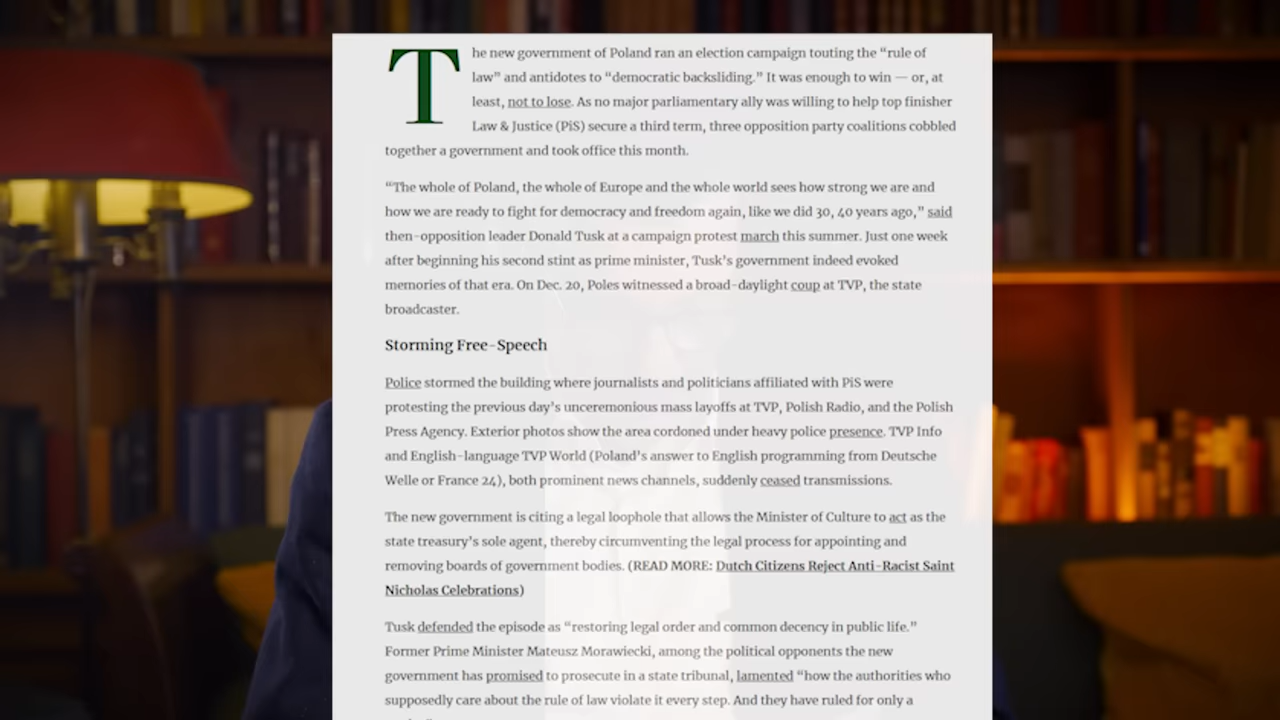 The new government of Poland ran an election campaign touting the “rule of
law” and antidotes to “democratic backsliding.” It was enough to win — or, at
least, not to lose. As no major parliamentary ally was willing to help top finisher
Law & Justice (PiS) secure a third term, three opposition party coalitions cobbled
together a government and took office this month.
“The whole of Poland, the whole of Europe and the whole world sees how strong we are and
how we are ready to fight for democracy and freedom again, like we did 30, 40 years ago,” said
then-opposition leader Donald Tusk at a campaign protest march this summer. Just one week
after beginning his second stint as prime minister, Tusk’s government indeed evoked
memories of that era. On Dec. 20, Poles witnessed a broad-daylight coup at TVP, the state
broadcaster.
Storming Free-Speech
Police stormed the building where journalists and politicians affiliated with PiS were
protesting the previous day’s unceremonious mass layoffs at TVP, Polish Radio, and the Polish
Press Agency. Exterior photos show the area cordoned under heavy police presence. TVP Info
and English-language TVP World (Poland’s answer to English programming from Deutsche
Welle or France 24), both prominent news channels, suddenly ceased transmissions.
The new government is citing a legal loophole that allows the Minister of Culture to act as the
state treasury’s sole agent, thereby circumventing the legal process for appointing and
removing boards of government bodies. (READ MORE: Dutch Citizens Reject Anti-Racist Saint
Nicholas Celebrations)
Tusk defended the episode as “restoring legal order and common decency in public life.”
Former Prime Minister Mateusz Morawiecki, among the political opponents the new
government has promised to prosecute in a state tribunal, lamented “how the authorities who
supposedly care about the rule of law violate it every step. And they have ruled for only a